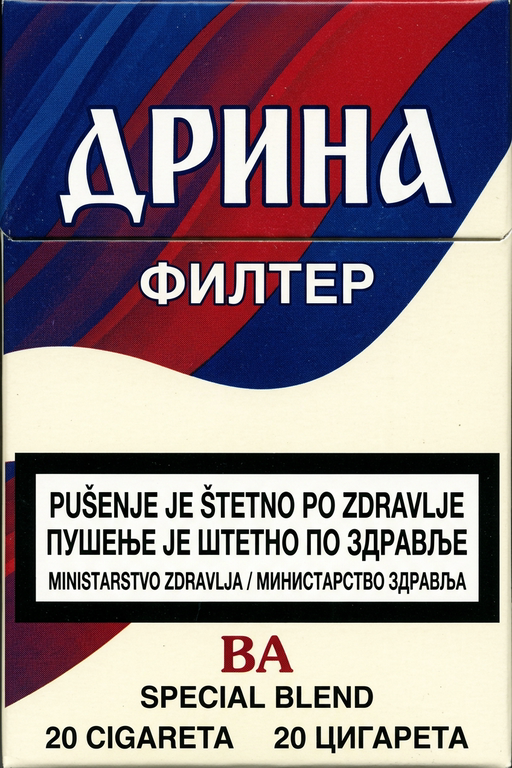 ДРИНА
ФИЛТЕР
PUŠENJE JE ŠTETNO PO ZDRAVLJE
ПУШЕЊЕ ЈЕ ШТЕТНО ПО ЗДРАВЉЕ
MINISTARSTVO ZDRAVLJA / МИНИСТАРСТВО ЗДРАВЉА
BA
SPECIAL BLEND
20 CIGARETA 20 ЦИГАРЕТА